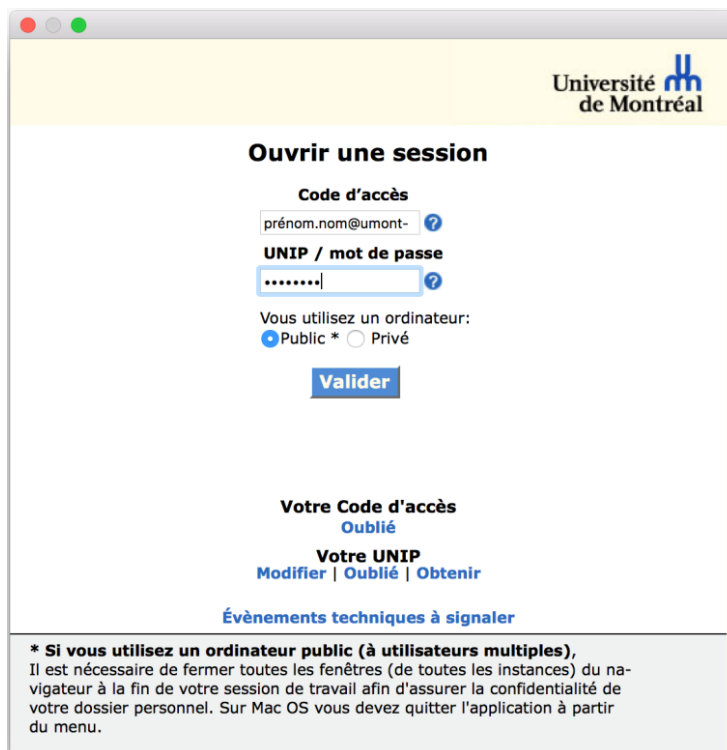 Université
de Montréal
Ouvrir une session
Code d'accès
prénom.nom@umont-
UNIP / mot de passe
••••••••
Vous utilisez un ordinateur:
Public * Privé
Valider
Votre Code d'accès
Oublié
Votre UNIP
Modifier | Oublié | Obtenir
Évènements techniques à signaler
* Si vous utilisez un ordinateur public (à utilisateurs multiples),
Il est nécessaire de fermer toutes les fenêtres (de toutes les instances) du na-
vigateur à la fin de votre session de travail afin d'assurer la confidentialité de
votre dossier personnel. Sur Mac OS vous devez quitter l'application à partir
du menu.